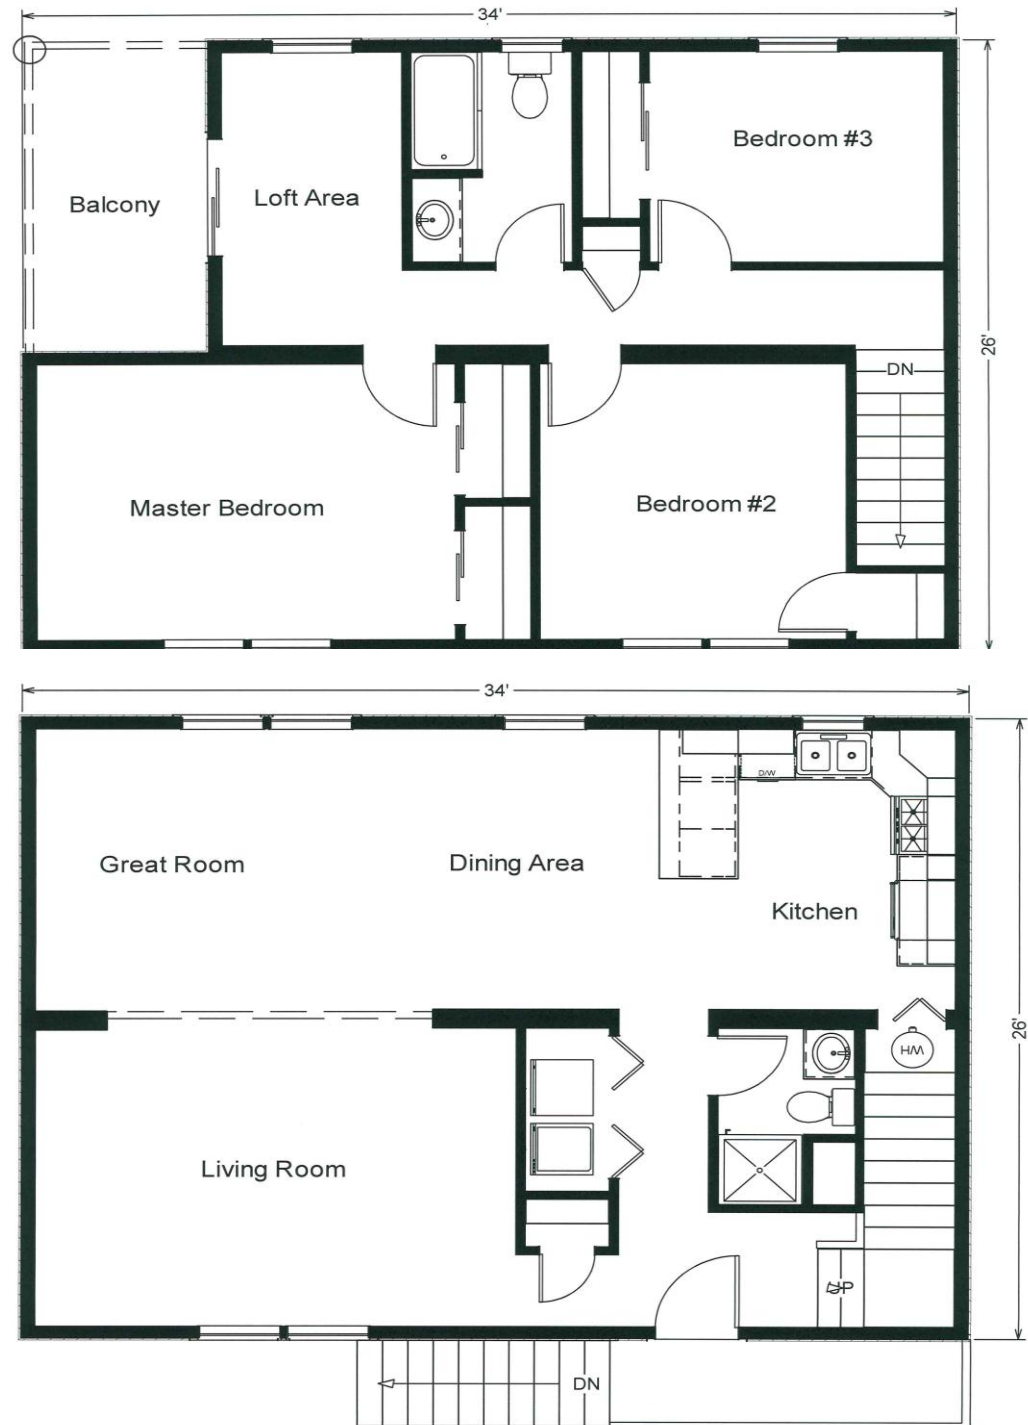 34'
Bedroom #3
Loft Area
Balcony
26'
DN
Bedroom #2
Master Bedroom
34'
D/W
Great Room
Dining Area
Kitchen
26'
W/H
Living Room
UP
DN